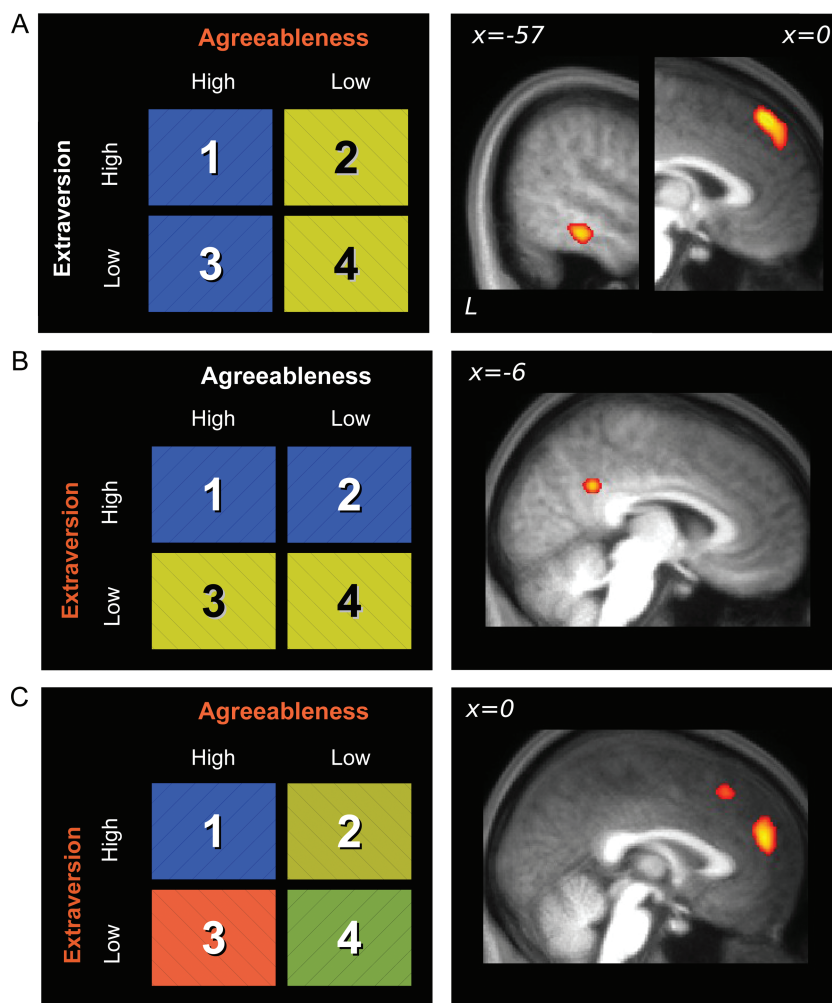 A
Agreeableness
High Low
Extraversion
High
1 2
Low
3 4
x=-57 x=0
L
B
Agreeableness
High Low
Extraversion
High
1 2
Low
3 4
x=-6
C
Agreeableness
High Low
Extraversion
High
1 2
Low
3 4
x=0